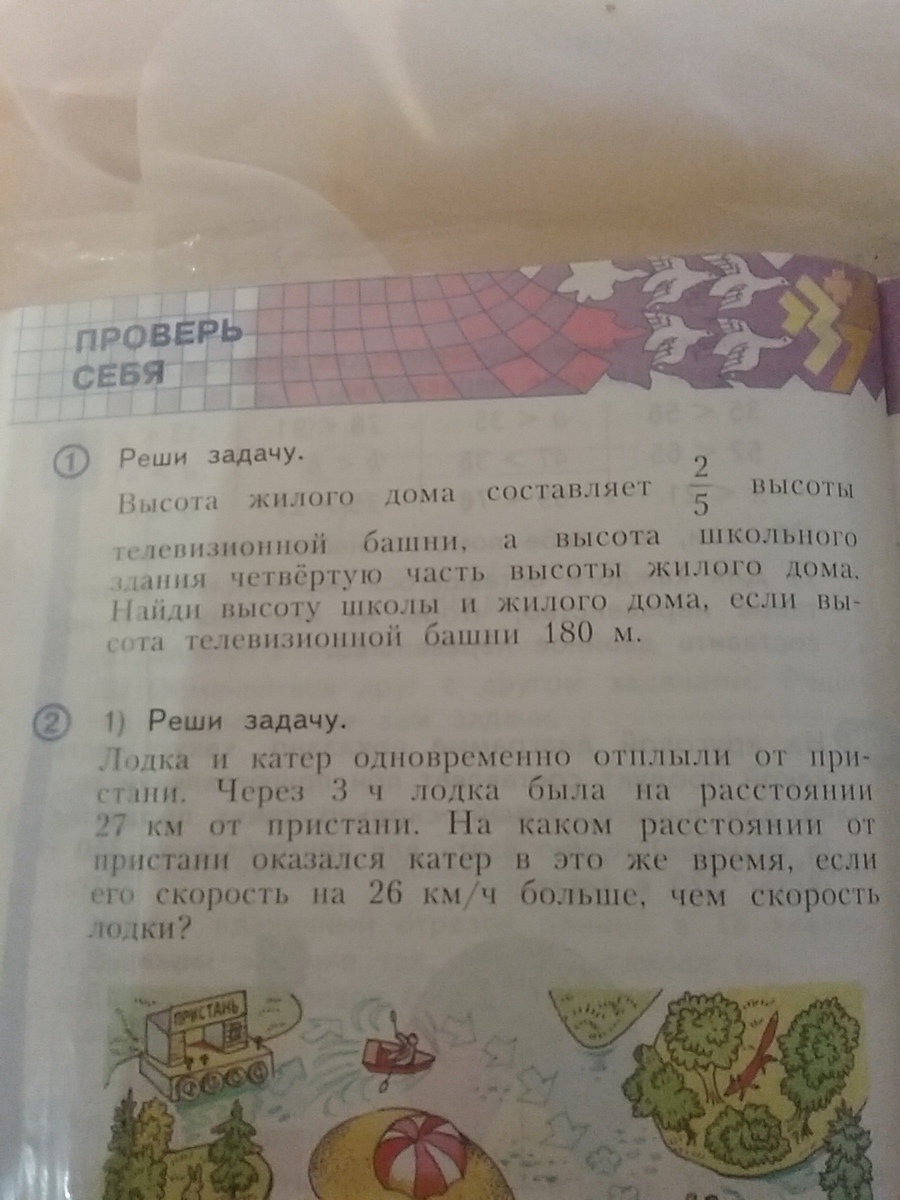 ПРОВЕРЬ
СЕБЯ
1 Реши задачу.
Высота жилого дома составляет 2/5 высоты
телевизионной башни, а высота школьного
здания четвёртую часть высоты жилого дома.
Найди высоту школы и жилого дома, если вы-
сота телевизионной башни 180 м.
2 1) Реши задачу.
Лодка и катер одновременно отплыли от при-
стани. Через 3 ч лодка была на расстоянии
27 км от пристани. На каком расстоянии от
пристани оказался катер в это же время, если
его скорость на 26 км/ч больше, чем скорость
лодки?
ПРИСТАНЬ